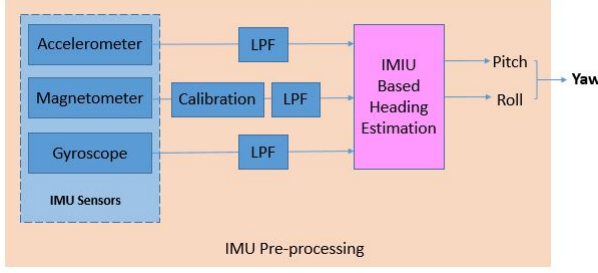 Accelerometer
LPF
Magnetometer
Calibration
LPF
Gyroscope
LPF
IMU Sensors
IMIU
Based
Heading
Estimation
Pitch
Roll
Yaw
IMU Pre-processing